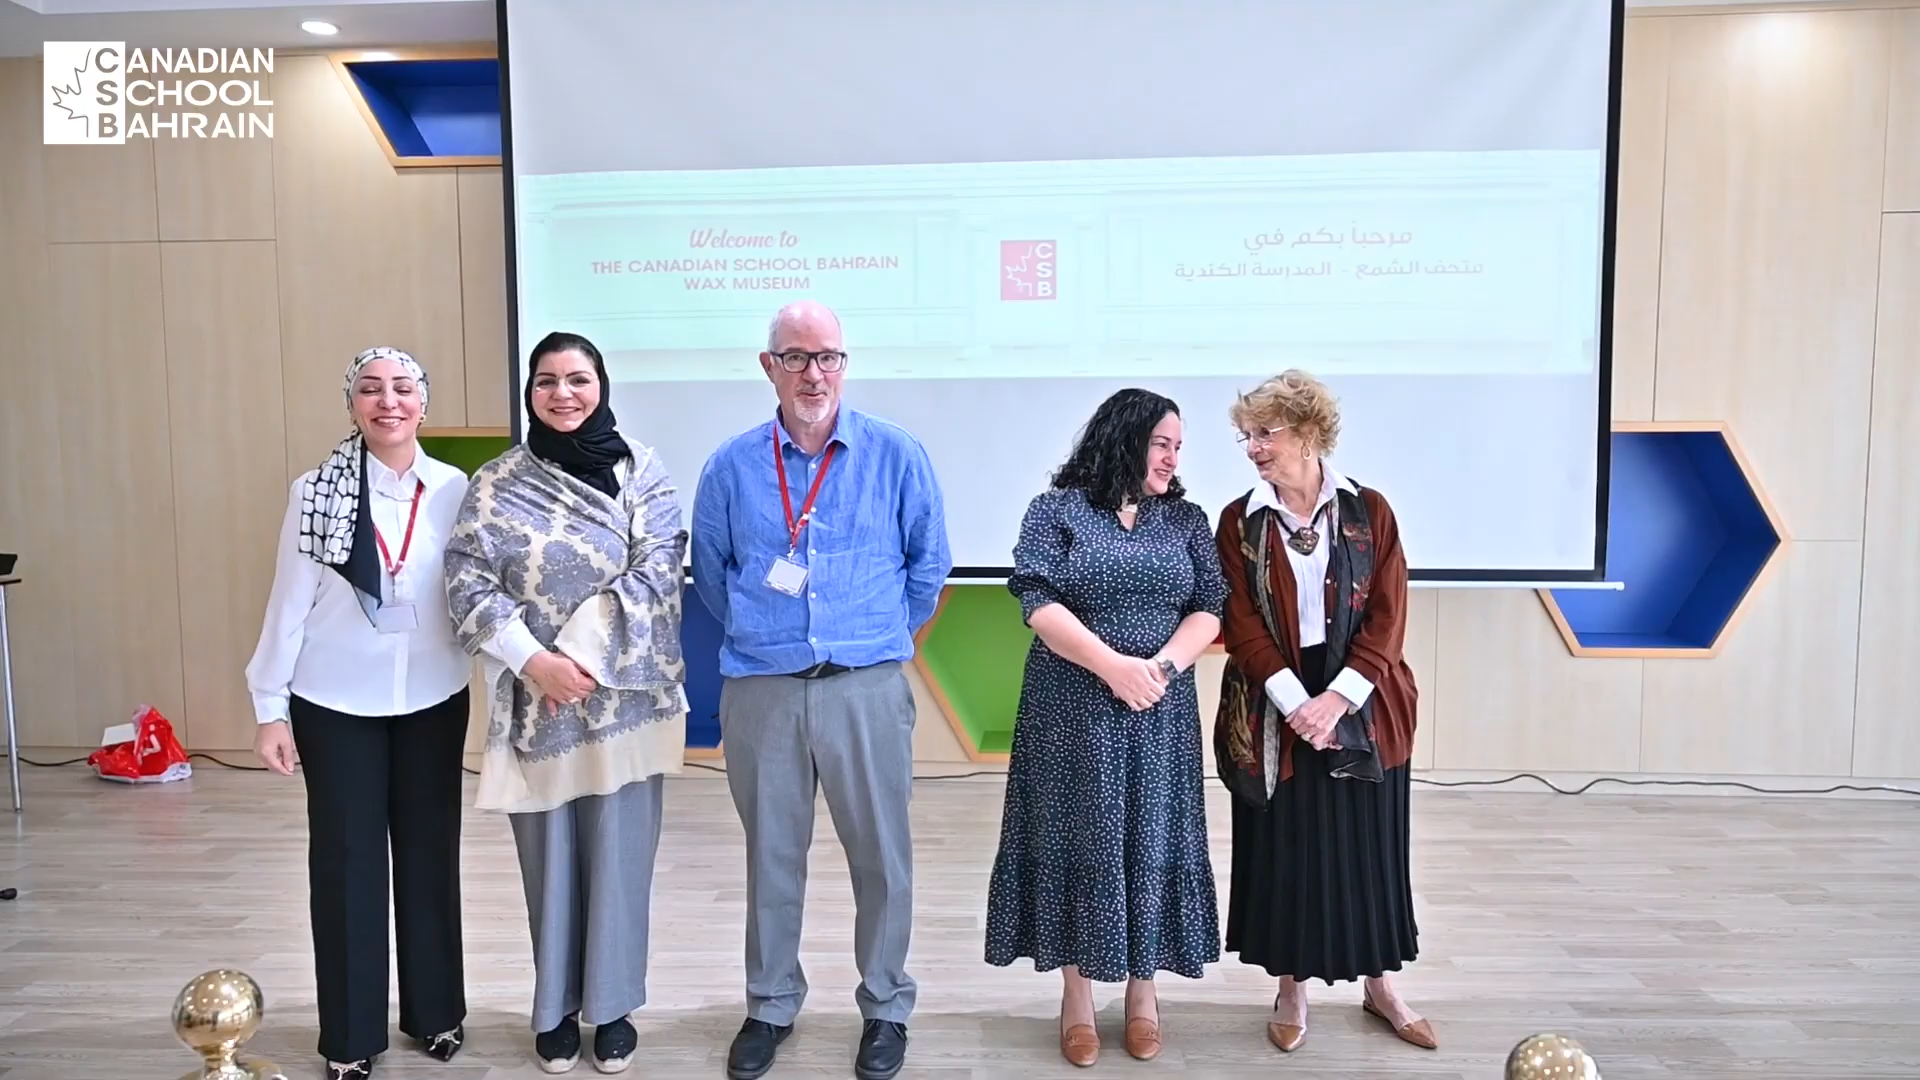 CANADIAN
SCHOOL
BAHRAIN
Welcome to
THE CANADIAN SCHOOL BAHRAIN
WAX MUSEUM
CSB
مرحباً بكم في
متحف الشمع - المدرسة الكندية